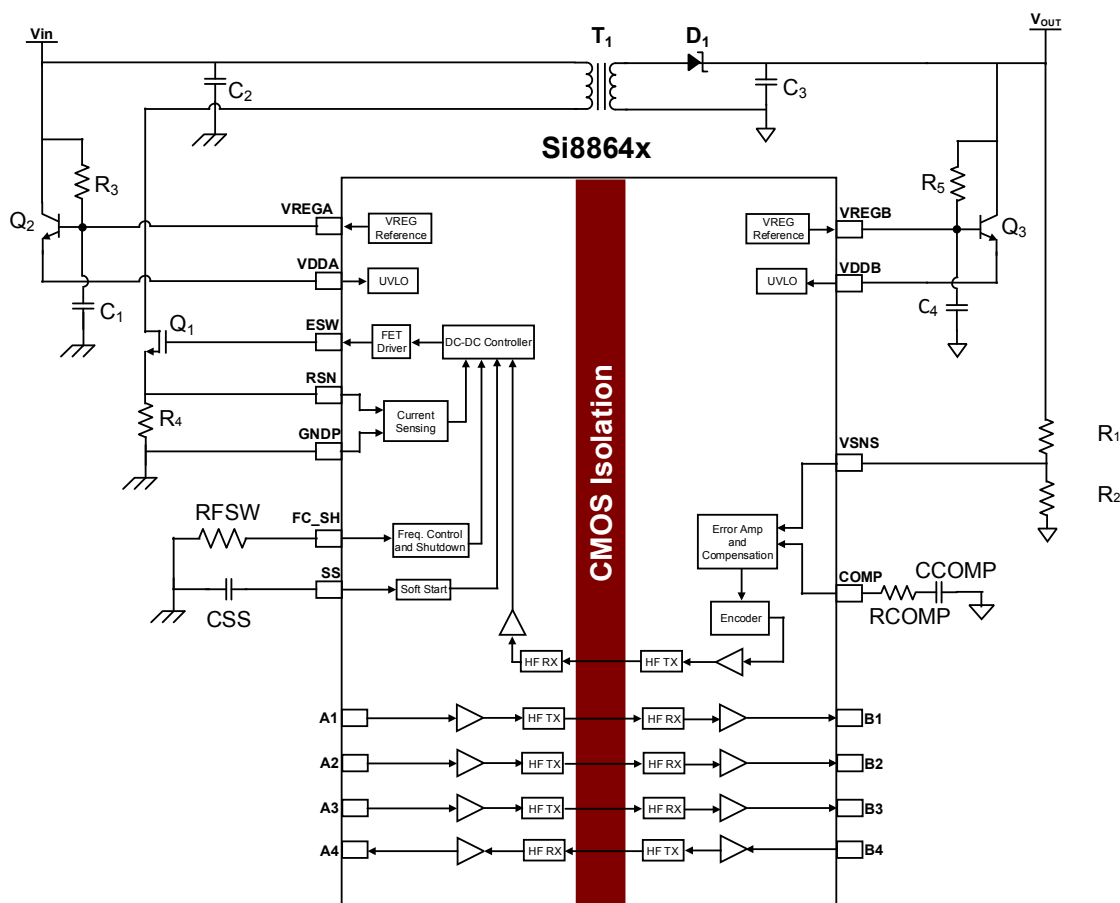 Vin
T1
D1
VOUT
C2
C3
Si8864x
R3
R5
Q2
VREGA
VREG
Reference
VREG
Reference
VREGB
Q3
VDDA
UVLO
UVLO
VDDB
C1
C4
Q1
ESW
FET
Driver
DC-DC Controller
RSN
R4
Current
Sensing
GNDP
CMOS Isolation
VSNS
R1
R2
RFSW
FC_SH
Freq. Control
and Shutdown
Error Amp
and
Compensation
SS
Soft Start
CSS
COMP
CCOMP
RCOMP
Encoder
HF RX
HF TX
A1
HF TX
HF RX
B1
A2
HF TX
HF RX
B2
A3
HF TX
HF RX
B3
A4
HF RX
HF TX
B4